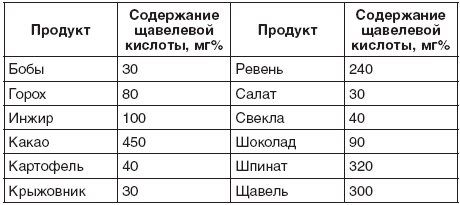 Продукт Содержание щавелевой кислоты, мг% Продукт Содержание щавелевой кислоты, мг%
Бобы 30 Ревень 240
Горох 80 Салат 30
Инжир 100 Свекла 40
Какао 450 Шоколад 90
Картофель 40 Шпинат 320
Крыжовник 30 Щавель 300